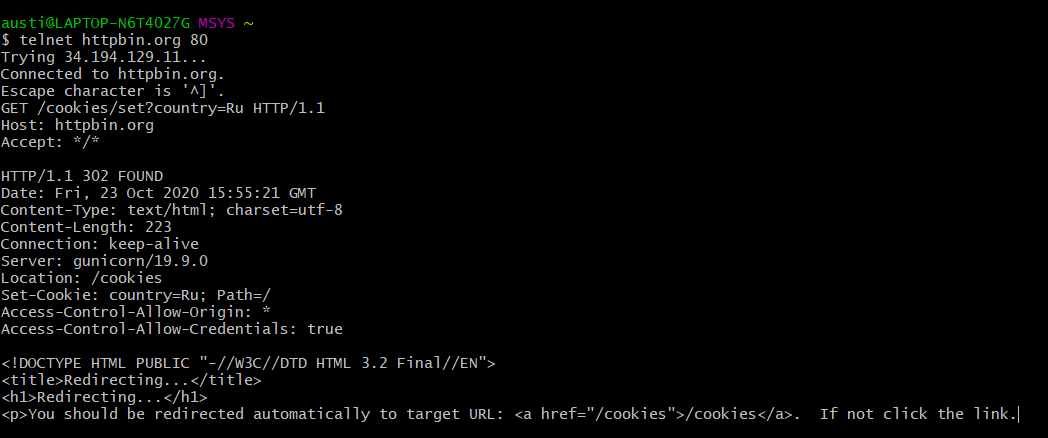 austi@LAPTOP-N6T4027G MSYS ~
$ telnet httpbin.org 80
Trying 34.194.129.11...
Connected to httpbin.org.
Escape character is '^]'.
GET /cookies/set?country=Ru HTTP/1.1
Host: httpbin.org
Accept: */*
HTTP/1.1 302 FOUND
Date: Fri, 23 Oct 2020 15:55:21 GMT
Content-Type: text/html; charset=utf-8
Content-Length: 223
Connection: keep-alive
Server: gunicorn/19.9.0
Location: /cookies
Set-Cookie: country=Ru; Path=/
Access-Control-Allow-Origin: *
Access-Control-Allow-Credentials: true
<!DOCTYPE HTML PUBLIC "-//W3C//DTD HTML 3.2 Final//EN">
<title>Redirecting...</title>
<h1>Redirecting...</h1>
<p>You should be redirected automatically to target URL: <a href="/cookies">/cookies</a>.  If not click the link.